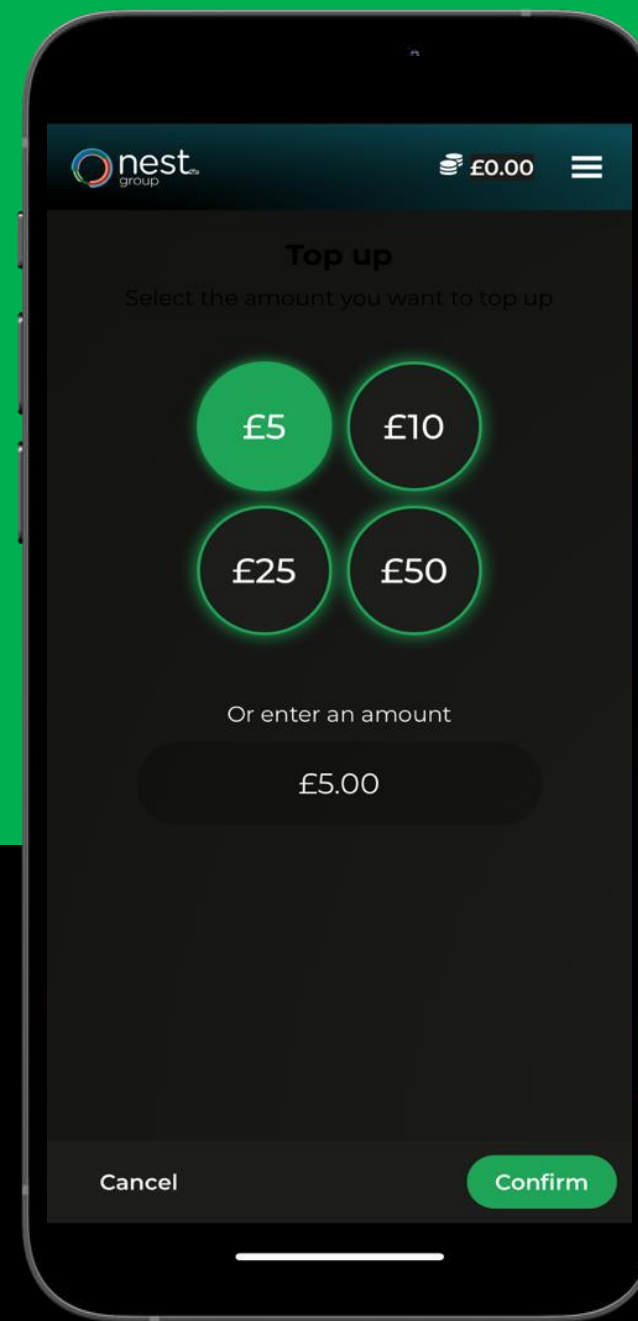 nest
group
£0.00
Top up
Select the amount you want to top up
£5 £10
£25 £50
Or enter an amount
£5.00
Cancel Confirm